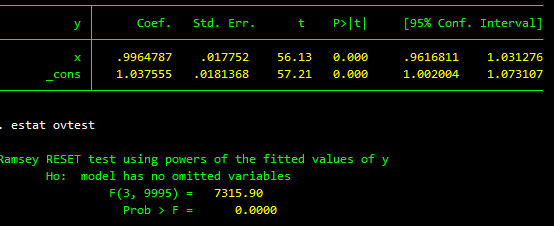 y Coef. Std. Err. t P>|t| [95% Conf. Interval]
x .9964787 .017752 56.13 0.000 .9616811 1.031276
_cons 1.037555 .0181368 57.21 0.000 1.002004 1.073107
. estat ovtest
Ramsey RESET test using powers of the fitted values of y
Ho: model has no omitted variables
F(3, 9995) = 7315.90
Prob > F = 0.0000